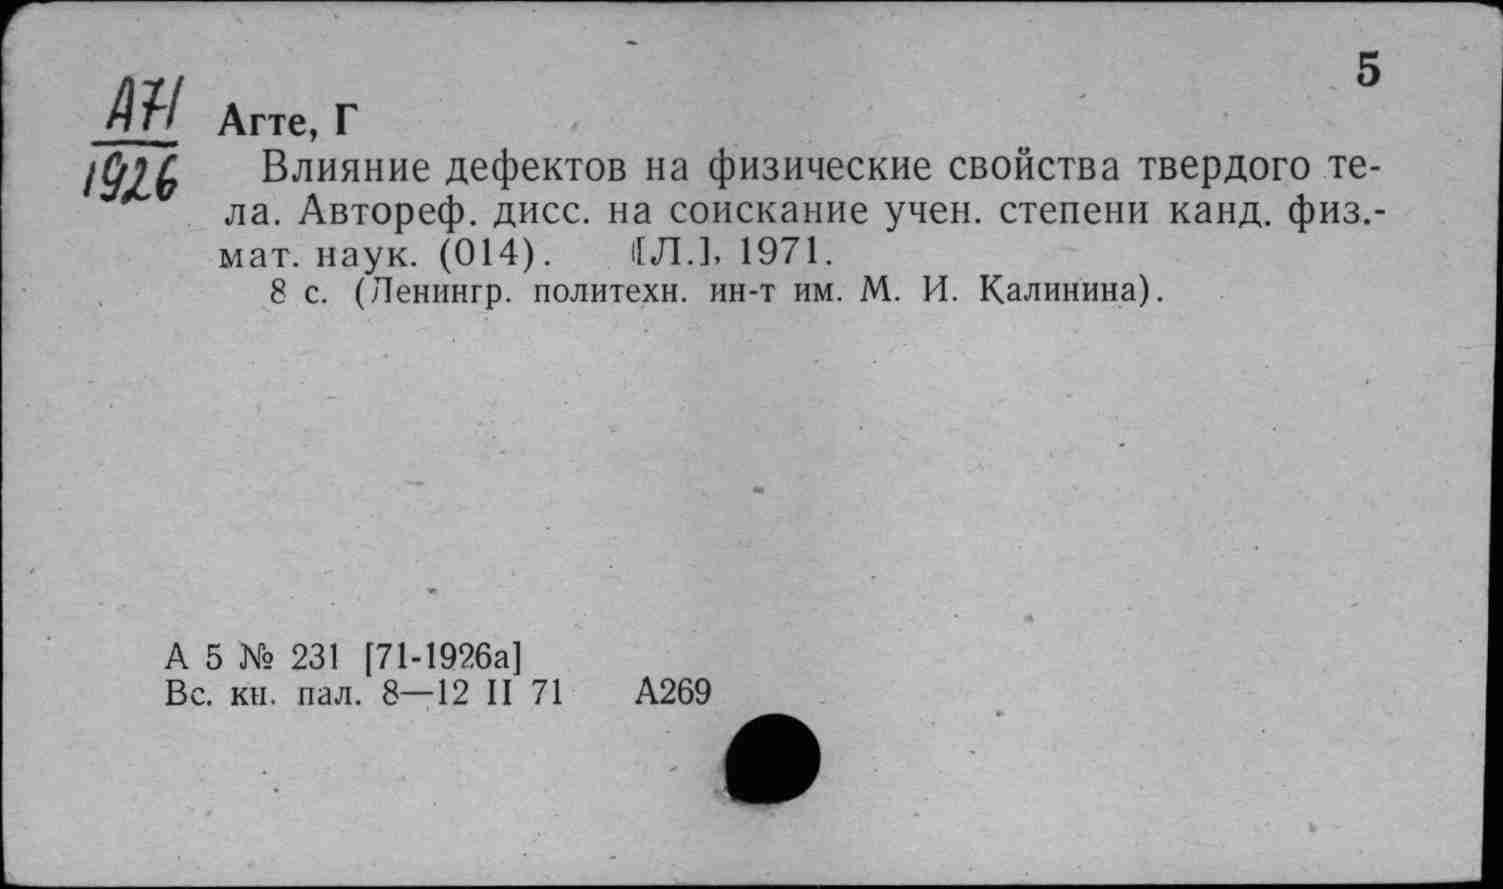 5
А71
1926
Агте, Г
Влияние дефектов на физические свойства твердого те-
ла. Автореф. дисс. на соискание учен. степени канд. физ.-
мат. наук. (014). [Л.], 1971.
8 с. (Ленингр. политехн. ин-т им. М. И. Калинина).
А 5 № 231 [71-1926а]
Вс. кн. пал. 8—12 II 71 А269